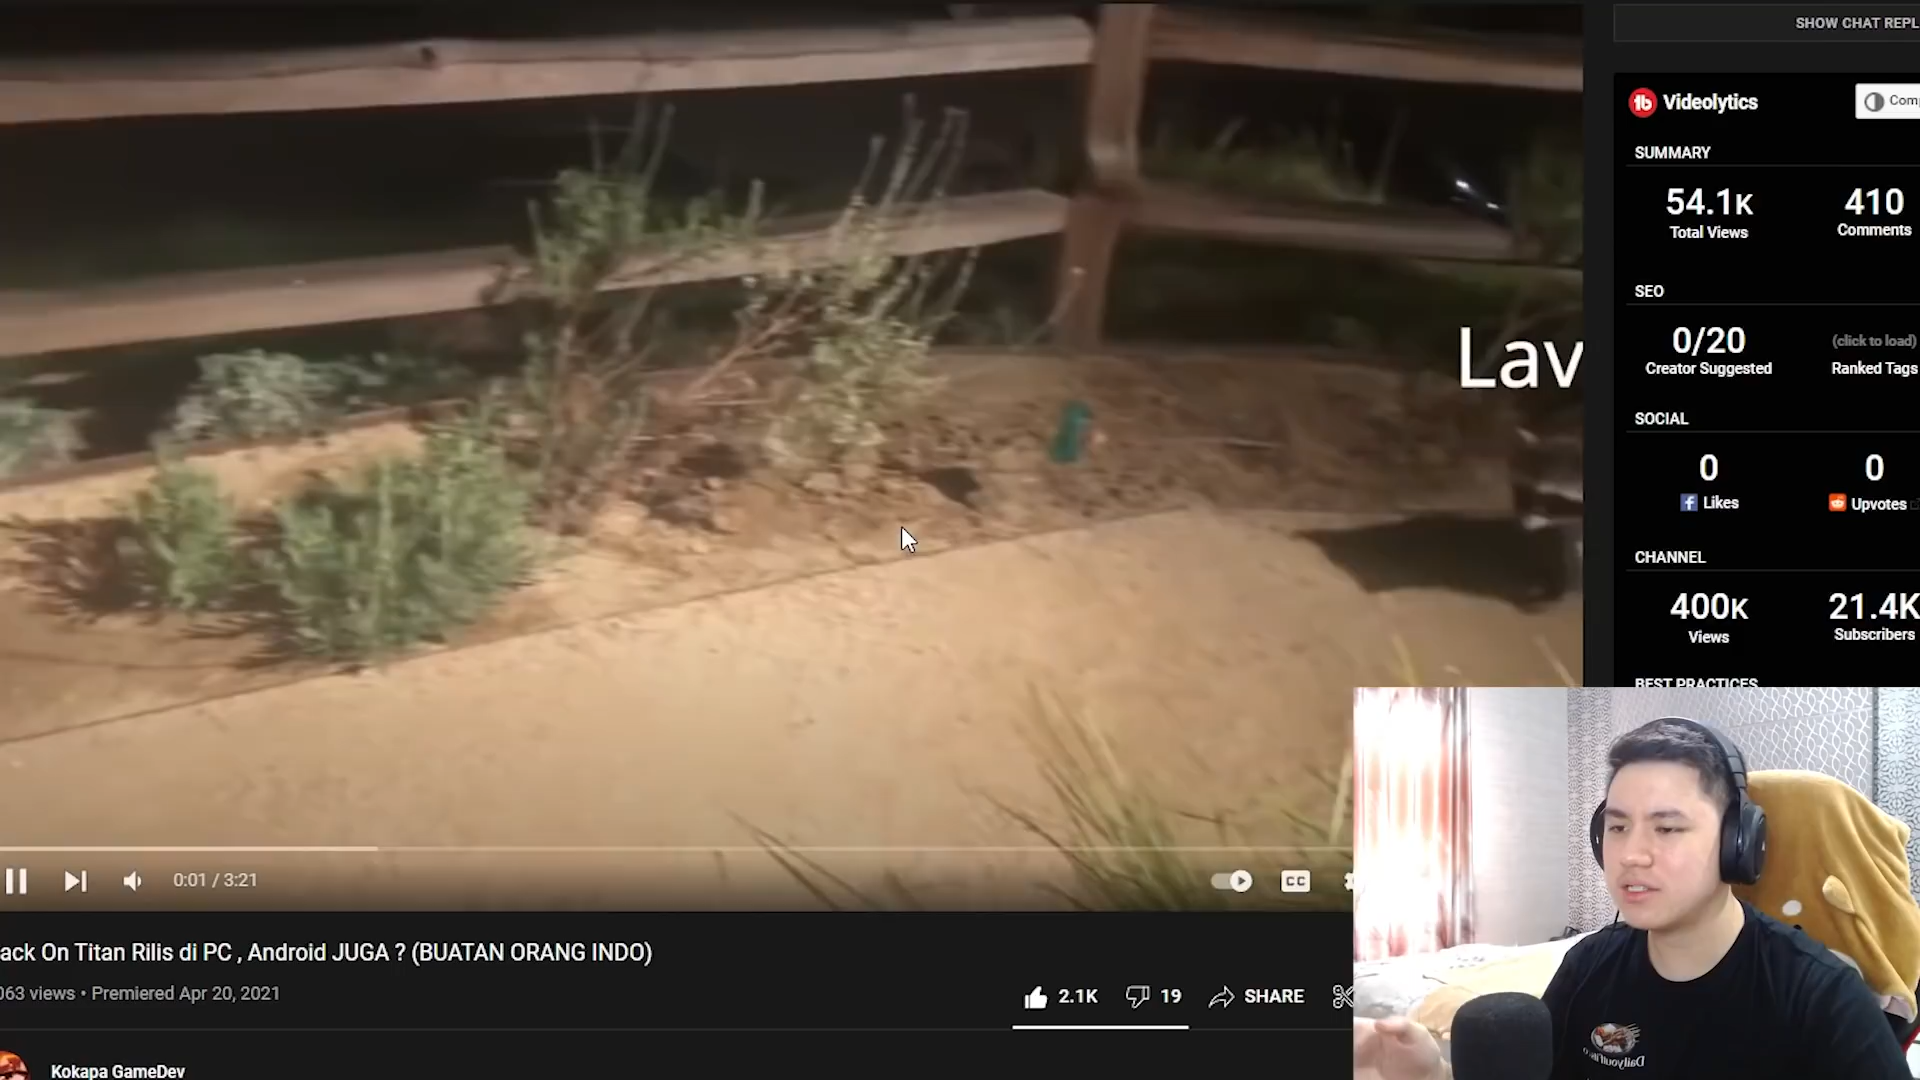 SHOW CHAT REPL
Videolytics
Comp
SUMMARY
54.1K
Total Views
410
Comments
SEO
0/20
Creator Suggested
(click to load)
Ranked Tags
Lav
SOCIAL
0
Likes
0
Upvotes
CHANNEL
400K
Views
21.4K
Subscribers
BEST PRACTICES
0:01 / 3:21
CC
ack On Titan Rilis di PC , Android JUGA ? (BUATAN ORANG INDO)
063 views • Premiered Apr 20, 2021
2.1K
19
SHARE
Kokapa GameDev